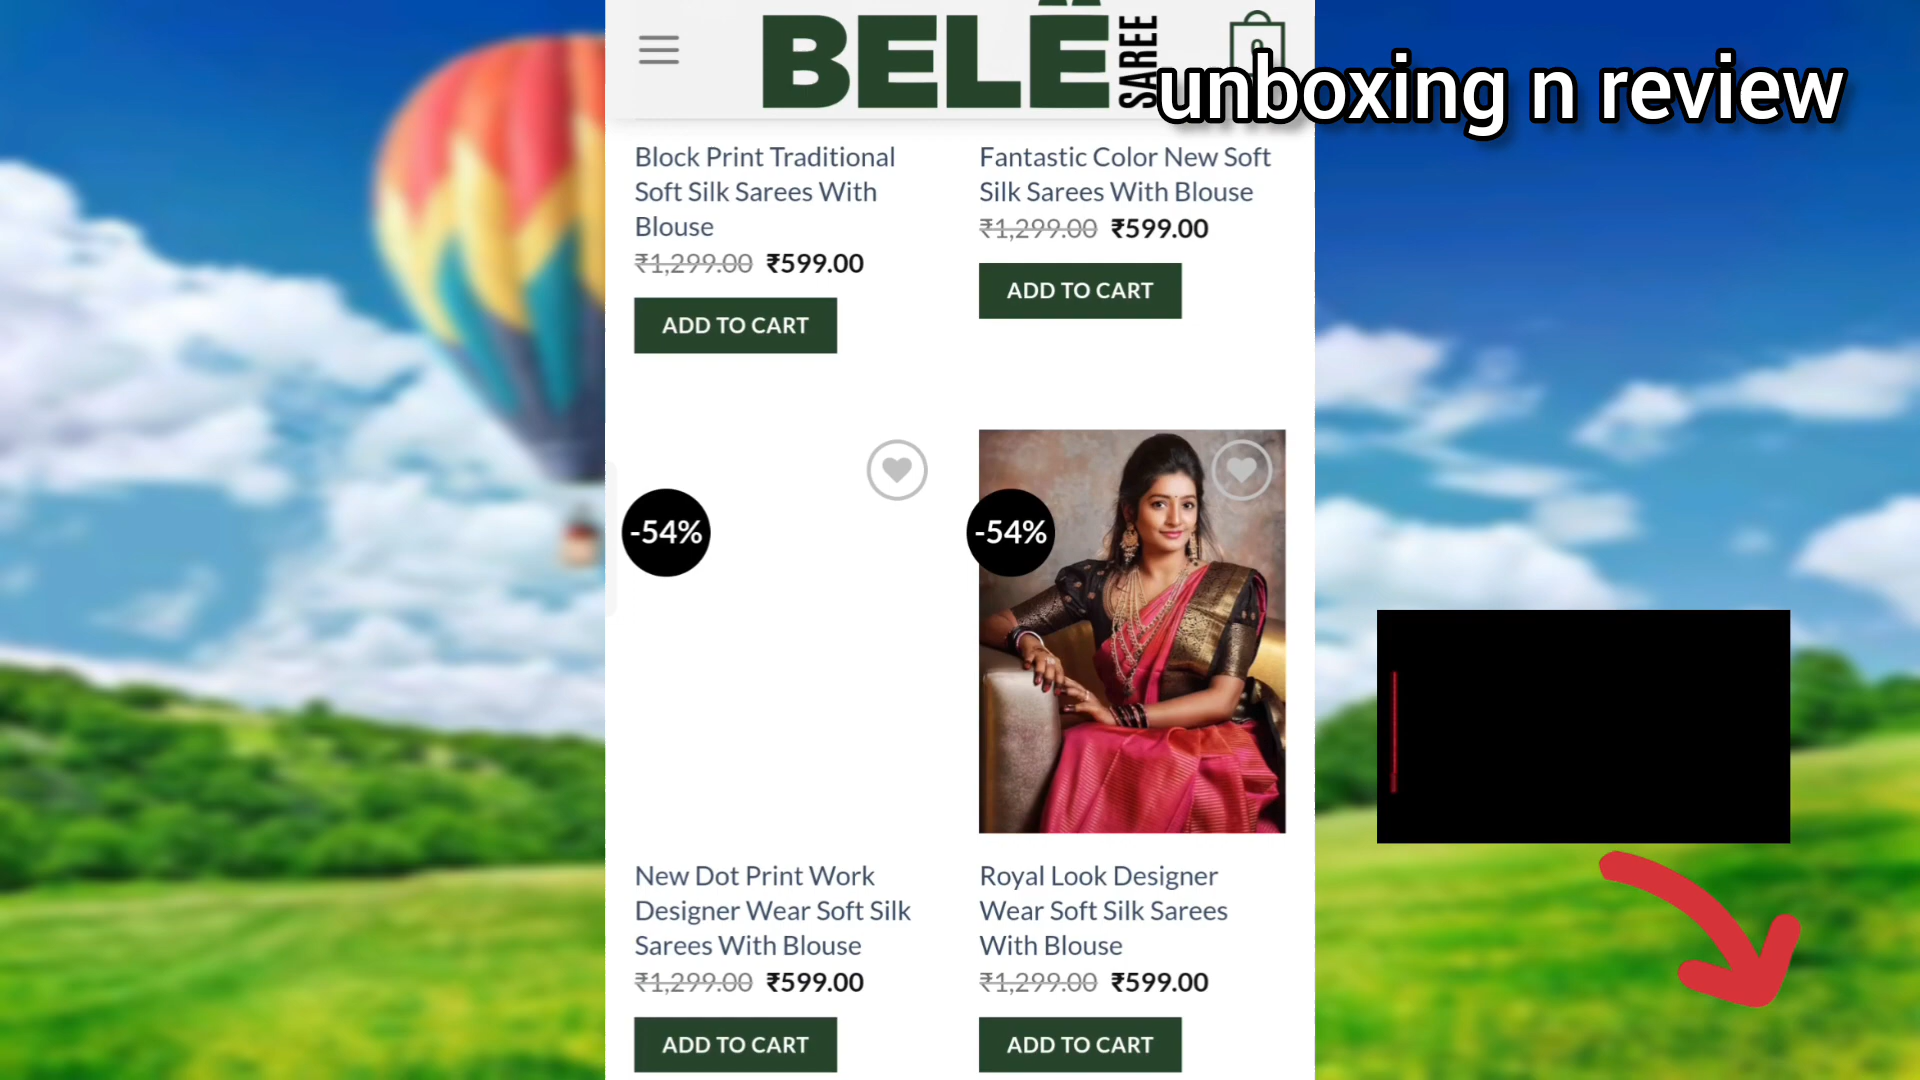 BELÊ
SAREE
0
unboxing n review
Block Print Traditional
Soft Silk Sarees With
Blouse
₹1,299.00 ₹599.00
ADD TO CART
Fantastic Color New Soft
Silk Sarees With Blouse
₹1,299.00 ₹599.00
ADD TO CART
-54%
New Dot Print Work
Designer Wear Soft Silk
Sarees With Blouse
₹1,299.00 ₹599.00
ADD TO CART
-54%
Royal Look Designer
Wear Soft Silk Sarees
With Blouse
₹1,299.00 ₹599.00
ADD TO CART